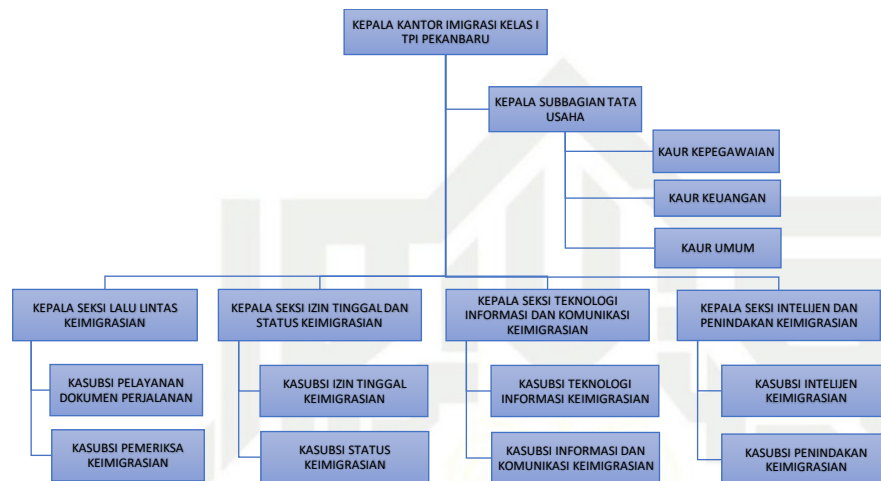 KEPALA KANTOR IMIGRASI KELAS I
TPI PEKANBARU
KEPALA SUBBAGIAN TATA
USAHA
KAUR KEPEGAWAIAN
KAUR KEUANGAN
KAUR UMUM
KEPALA SEKSI LALU LINTAS
KEIMIGRASIAN
KEPALA SEKSI IZIN TINGGAL DAN
STATUS KEIMIGRASIAN
KEPALA SEKSI TEKNOLOGI
INFORMASI DAN KOMUNIKASI
KEIMIGRASIAN
KEPALA SEKSI INTELIJEN DAN
PENINDAKAN KEIMIGRASIAN
KASUBSI PELAYANAN
DOKUMEN PERJALANAN
KASUBSI IZIN TINGGAL
KEIMIGRASIAN
KASUBSI TEKNOLOGI
INFORMASI KEIMIGRASIAN
KASUBSI INTELIJEN
KEIMIGRASIAN
KASUBSI PEMERIKSA
KEIMIGRASIAN
KASUBSI STATUS
KEIMIGRASIAN
KASUBSI INFORMASI DAN
KOMUNIKASI KEIMIGRASIAN
KASUBSI PENINDAKAN
KEIMIGRASIAN